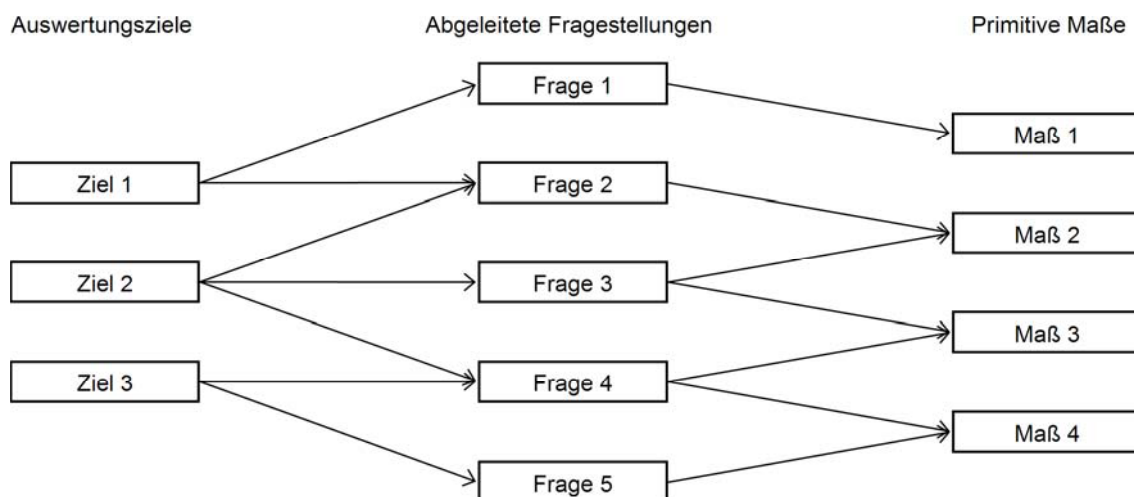 Auswertungsziele
Abgeleitete Fragestellungen
Primitive Maße
Frage 1
Maß 1
Ziel 1
Frage 2
Maß 2
Ziel 2
Frage 3
Maß 3
Ziel 3
Frage 4
Maß 4
Frage 5